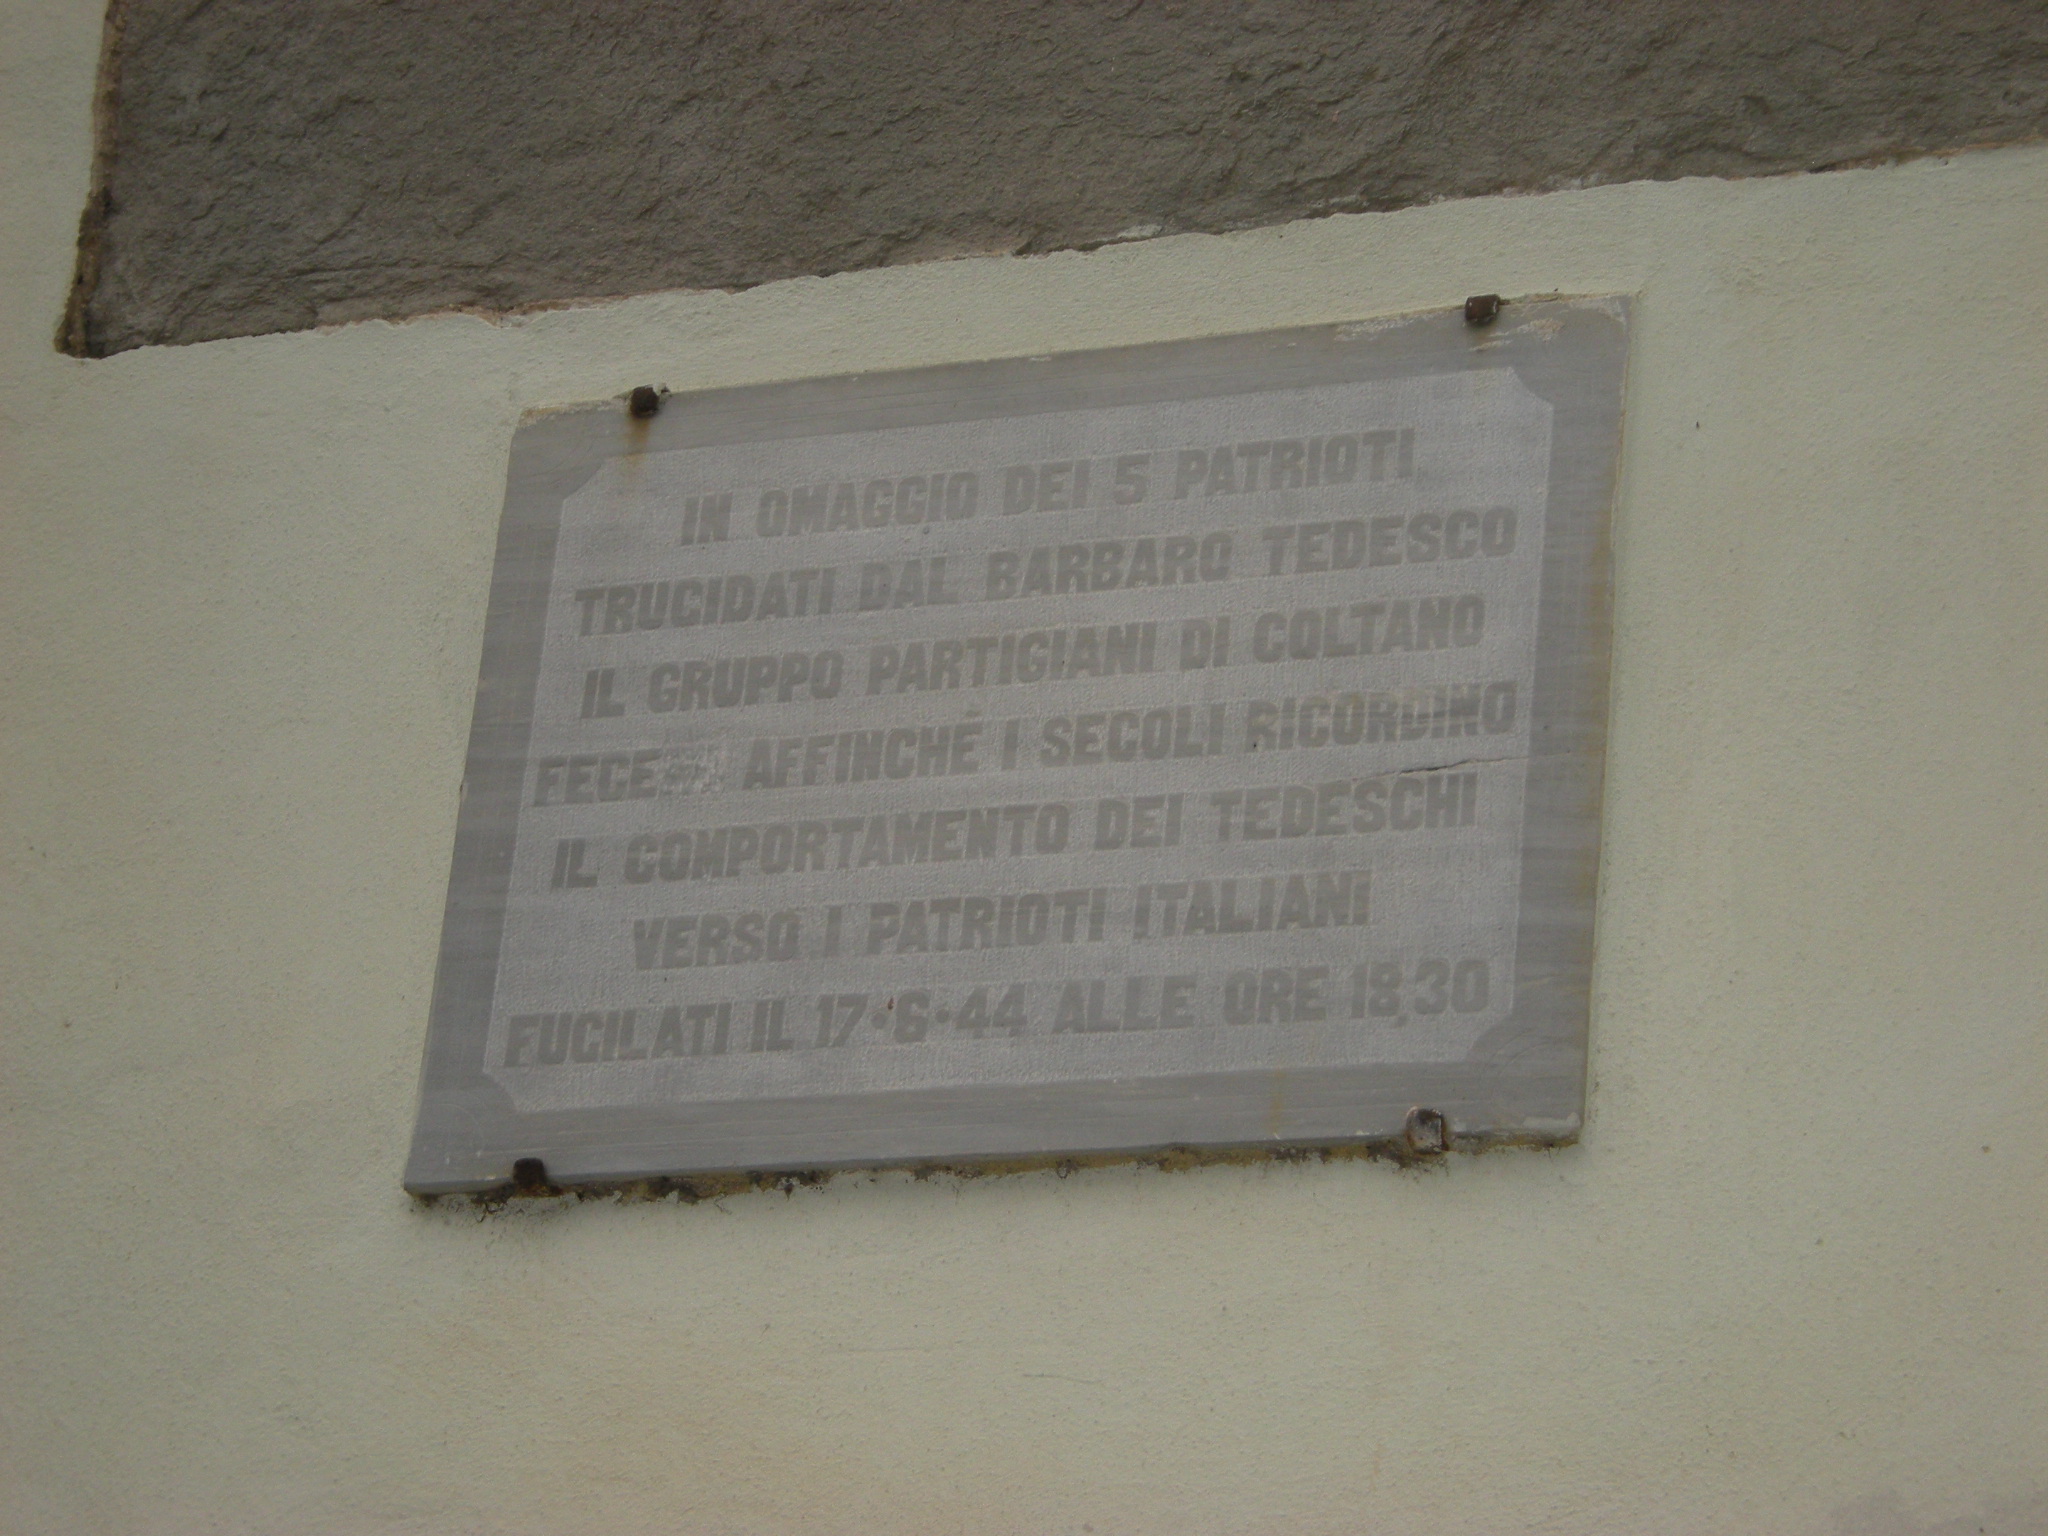 IN OMAGGIO DEI 5 PATRIOTI
TRUCIDATI DAL BARBARO TEDESCO
IL GRUPPO PARTIGIANI DI COLTANO
FECE AFFINCHÉ I SECOLI RICORDINO
IL COMPORTAMENTO DEI TEDESCHI
VERSO I PATRIOTI ITALIANI
FUCILATI IL 17·6·44 ALLE ORE 18,30